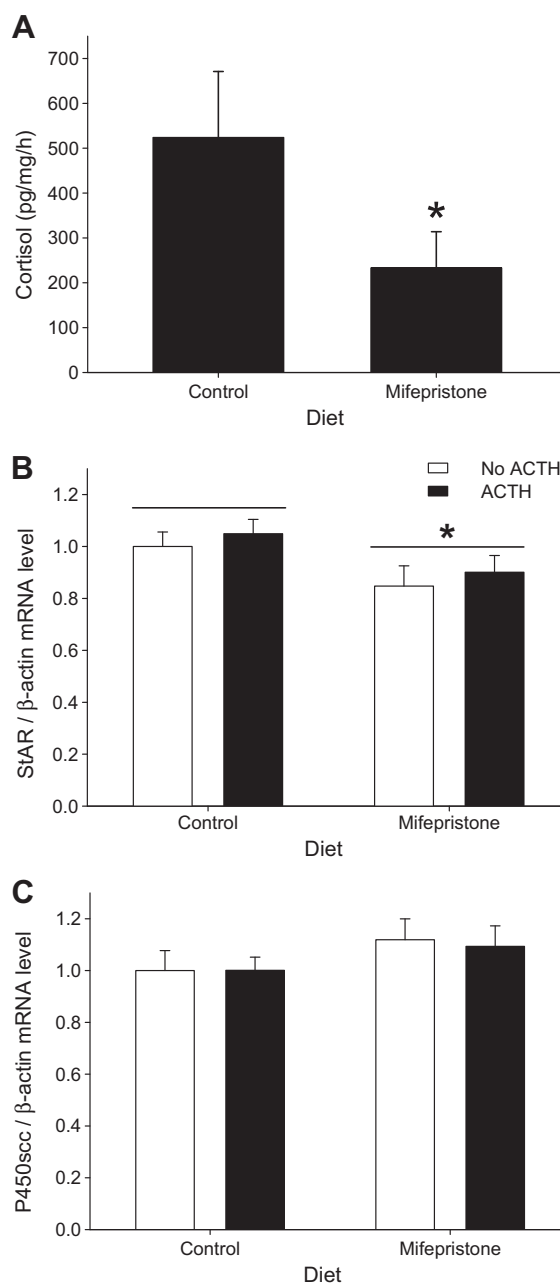 A
Cortisol (pg/mg/h)
700
600
500
400
300
200
100
0
Control
Mifepristone
*
Diet
B
No ACTH
ACTH
StAR / β-actin mRNA level
1.2
1.0
0.8
0.6
0.4
0.2
0.0
*
Control
Mifepristone
Diet
C
P450scc / β-actin mRNA level
1.2
1.0
0.8
0.6
0.4
0.2
0.0
Control
Mifepristone
Diet